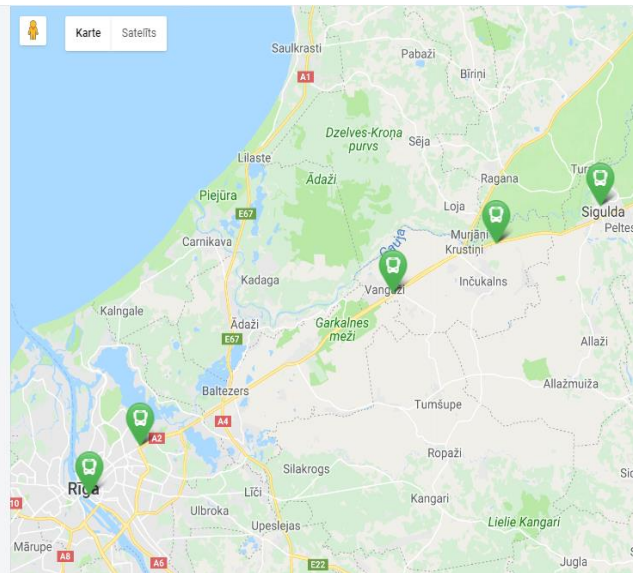 Karte Satelīts
Saulkrasti
Pabaži
A1
Bīriņi
Dzelves-Kroņa
purvs
Sēja
Lilaste
Ādaži
Ragana
Piejūra
Loja
Sigulda
E67
Gauja
Murjāņi
Peltes
Carnikava
Krustiņi
Kadaga
Vangaži
Inčukalns
Kalngale
Ādaži
Garkalnes
meži
E67
Allaži
Baltezers
Allažmuiža
A4
Tumšupe
A2
Ropaži
Silakrogs
Rīga
Līči
Kangari
10
Ulbroka
Upeslejas
Lielie Kangari
Mārupe
A8
A6
E22
Jugla